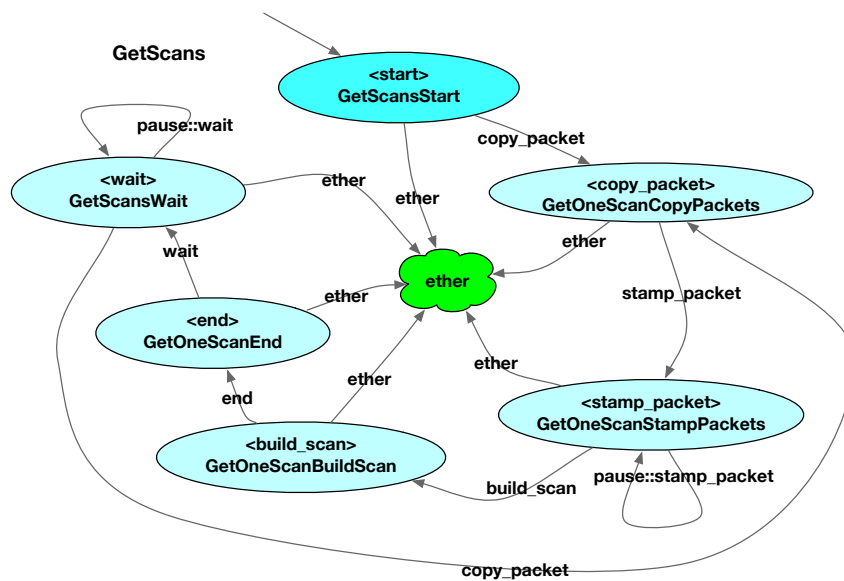 GetScans
<start>
GetScansStart
pause::wait
copy_packet
<wait>
GetScansWait
ether
ether
<copy_packet>
GetOneScanCopyPackets
ether
wait
ether
stamp_packet
ether
<end>
GetOneScanEnd
ether
ether
end
<stamp_packet>
GetOneScanStampPackets
<build_scan>
GetOneScanBuildScan
pause::stamp_packet
build_scan
copy_packet